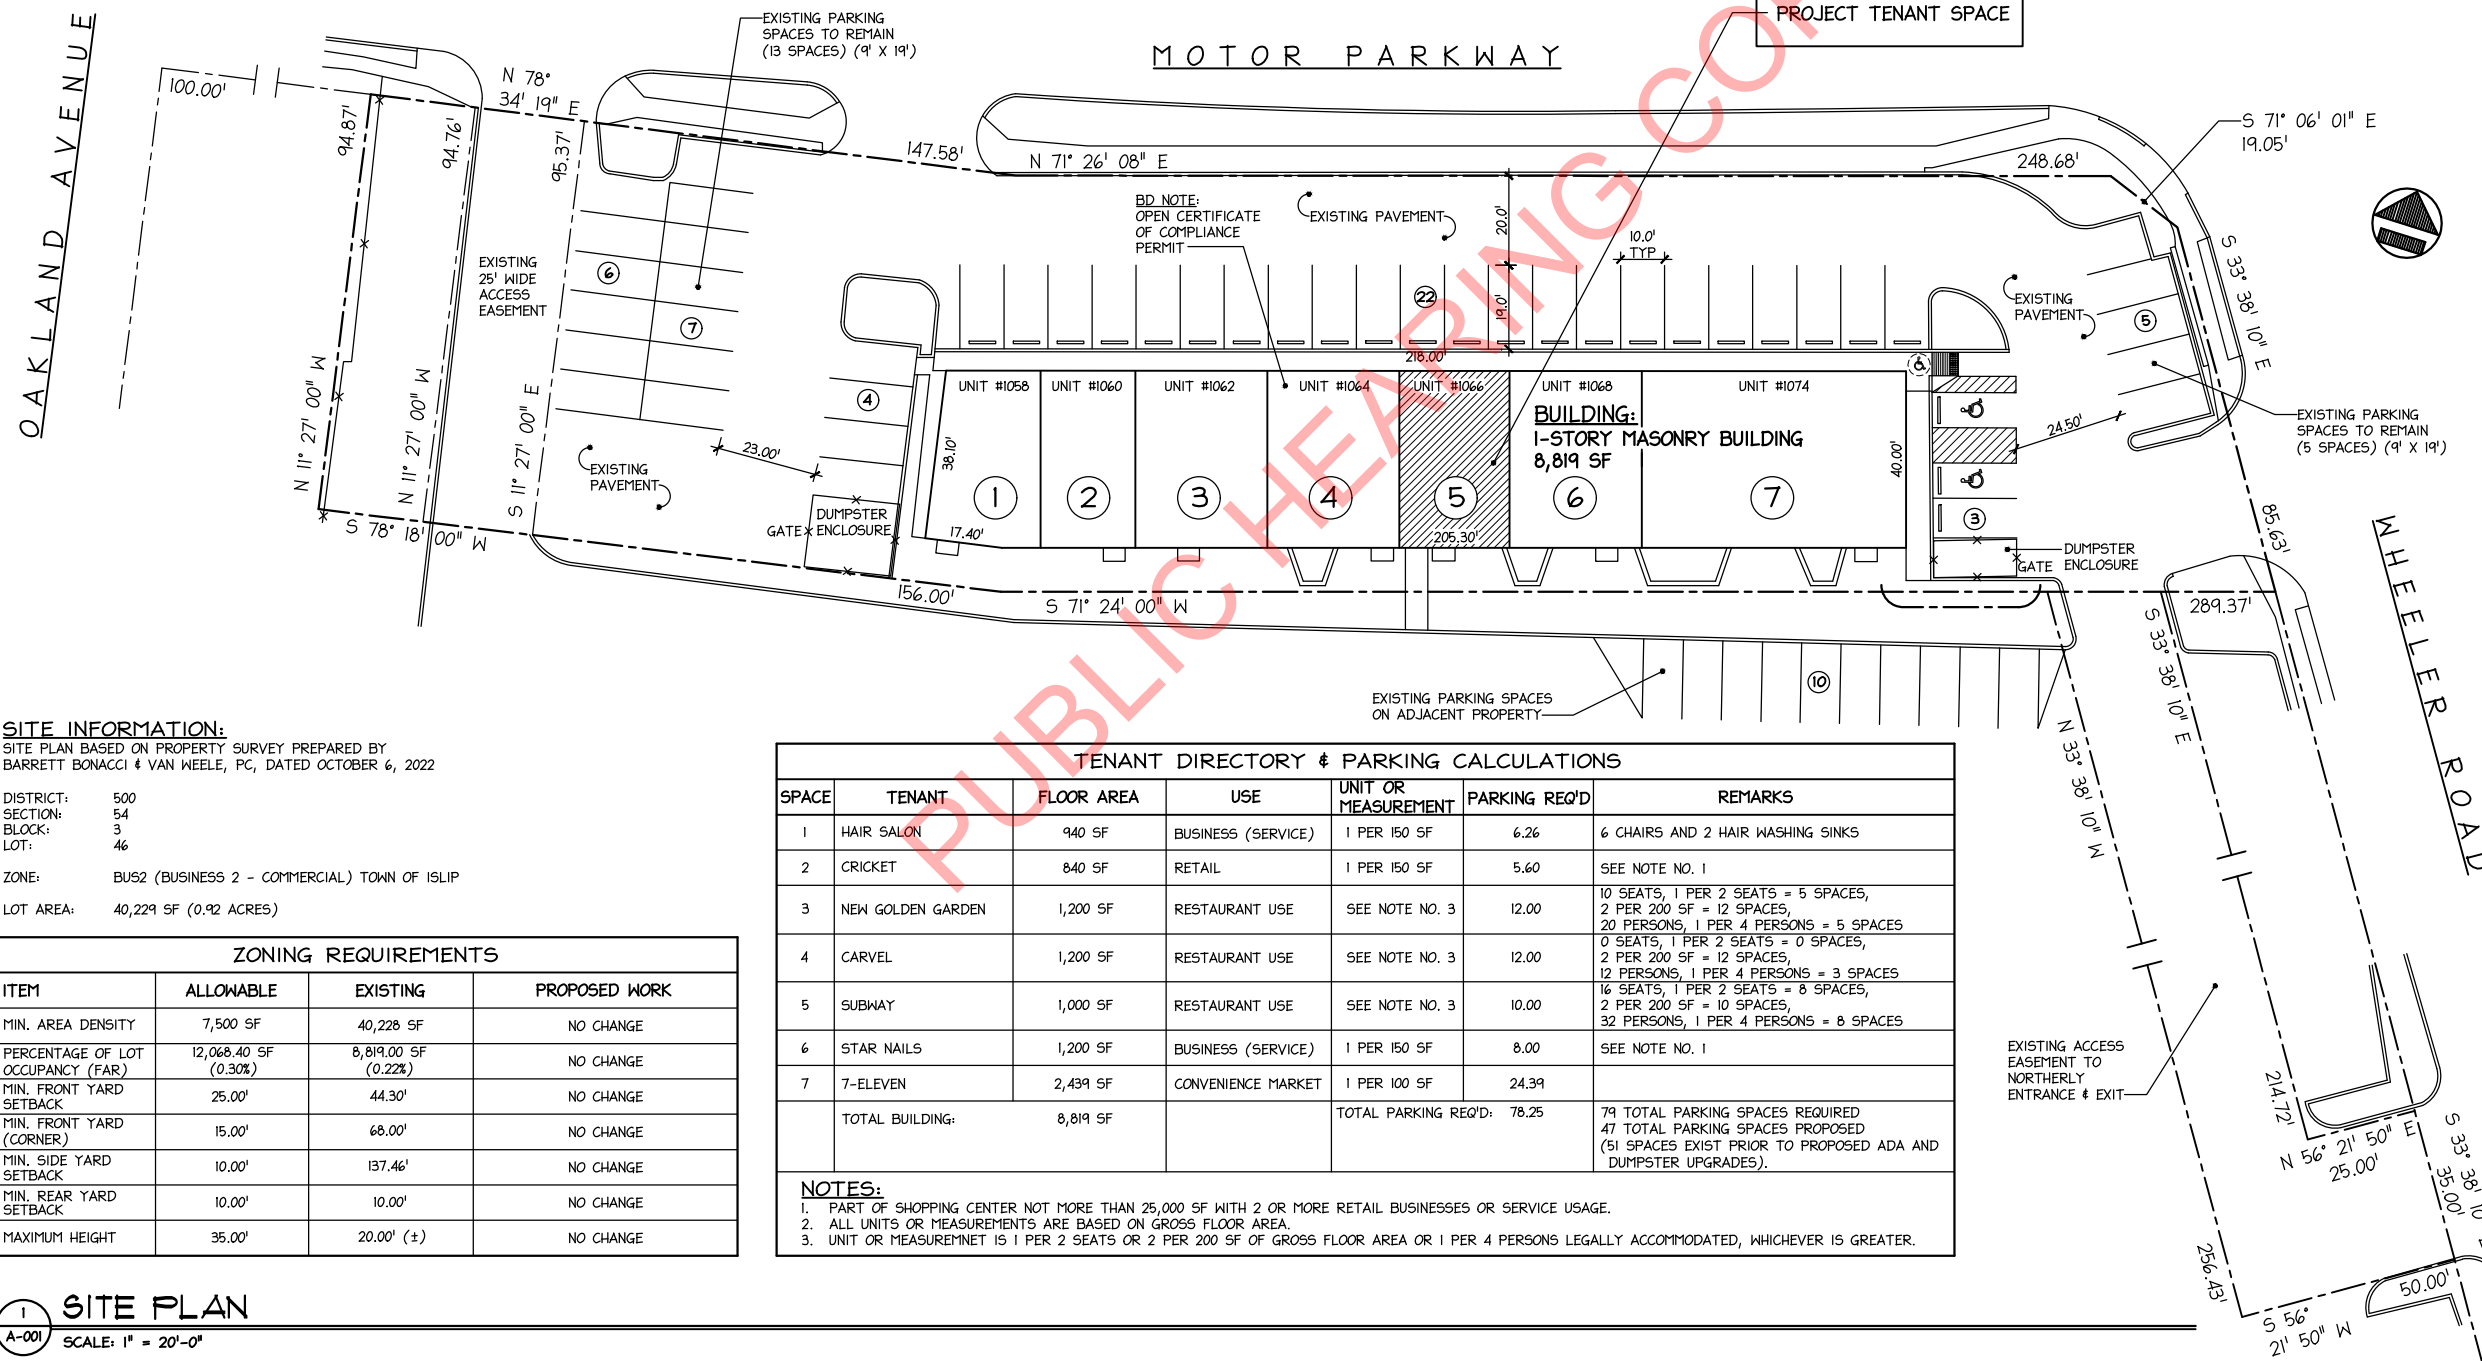 OAKLAND AVENUE
MOTOR PARKWAY
WHEELER ROAD
PROJECT TENANT SPACE
EXISTING PARKING
SPACES TO REMAIN
(13 SPACES) (9' X 19')
100.00'
94.87'
94.76'
95.37'
N 78°
34' 19" E
147.58'
N 71° 26' 08" E
248.68'
S 71° 06' 01" E
19.05'
S 33° 38' 10" E
BD NOTE:
OPEN CERTIFICATE
OF COMPLIANCE
PERMIT
EXISTING PAVEMENT
20.0'
10.0'
TYP
19.0'
22
EXISTING
25' WIDE
ACCESS
EASEMENT
6
7
4
EXISTING
PAVEMENT
5
EXISTING PARKING
SPACES TO REMAIN
(5 SPACES) (9' X 19')
24.50'
N 11° 27' 00" W
N 11° 27' 00" W
S 11° 27' 00" E
23.00'
EXISTING
PAVEMENT
S 78° 18' 00" W
DUMPSTER
ENCLOSURE
GATE
218.00'
UNIT #1058
UNIT #1060
UNIT #1062
UNIT #1064
UNIT #1066
UNIT #1068
UNIT #1074
BUILDING:
1-STORY MASONRY BUILDING
8,819 SF
38.10'
40.00'
1
2
3
4
5
6
7
17.40'
205.30'
3
DUMPSTER
ENCLOSURE
GATE
85.63'
156.00'
S 71° 24' 00" W
289.37'
S 33° 38' 10" E
N 33° 38' 10" W
EXISTING PARKING SPACES
ON ADJACENT PROPERTY
10
EXISTING ACCESS
EASEMENT TO
NORTHERLY
ENTRANCE & EXIT
214.72'
N 56° 21' 50" E
25.00'
S 33° 38' 10"
35.00'
256.43'
50.00'
S 56°
21' 50" W
PUBLIC HEARING
SITE INFORMATION:
SITE PLAN BASED ON PROPERTY SURVEY PREPARED BY
BARRETT BONACCI & VAN WEELE, PC, DATED OCTOBER 6, 2022
DISTRICT: 500
SECTION: 54
BLOCK: 3
LOT: 46
ZONE: BUS2 (BUSINESS 2 - COMMERCIAL) TOWN OF ISLIP
LOT AREA: 40,229 SF (0.92 ACRES)
ZONING REQUIREMENTS
ITEM ALLOWABLE EXISTING PROPOSED WORK
MIN. AREA DENSITY 7,500 SF 40,228 SF NO CHANGE
PERCENTAGE OF LOT 12,068.40 SF 8,819.00 SF NO CHANGE
OCCUPANCY (FAR) (0.30%) (0.22%)
MIN. FRONT YARD 25.00' 44.30' NO CHANGE
SETBACK
MIN. FRONT YARD 15.00' 68.00' NO CHANGE
(CORNER)
MIN. SIDE YARD 10.00' 137.46' NO CHANGE
SETBACK
MIN. REAR YARD 10.00' 10.00' NO CHANGE
SETBACK
MAXIMUM HEIGHT 35.00' 20.00' (±) NO CHANGE
TENANT DIRECTORY & PARKING CALCULATIONS
SPACE TENANT FLOOR AREA USE UNIT OR MEASUREMENT PARKING REQ'D REMARKS
1 HAIR SALON 940 SF BUSINESS (SERVICE) 1 PER 150 SF 6.26 6 CHAIRS AND 2 HAIR WASHING SINKS
2 CRICKET 840 SF RETAIL 1 PER 150 SF 5.60 SEE NOTE NO. 1
10 SEATS, 1 PER 2 SEATS = 5 SPACES,
3 NEW GOLDEN GARDEN 1,200 SF RESTAURANT USE SEE NOTE NO. 3 12.00 2 PER 200 SF = 12 SPACES,
20 PERSONS, 1 PER 4 PERSONS = 5 SPACES
0 SEATS, 1 PER 2 SEATS = 0 SPACES,
4 CARVEL 1,200 SF RESTAURANT USE SEE NOTE NO. 3 12.00 2 PER 200 SF = 12 SPACES,
12 PERSONS, 1 PER 4 PERSONS = 3 SPACES
16 SEATS, 1 PER 2 SEATS = 8 SPACES,
5 SUBWAY 1,000 SF RESTAURANT USE SEE NOTE NO. 3 10.00 2 PER 200 SF = 10 SPACES,
32 PERSONS, 1 PER 4 PERSONS = 8 SPACES
6 STAR NAILS 1,200 SF BUSINESS (SERVICE) 1 PER 150 SF 8.00 SEE NOTE NO. 1
7 7-ELEVEN 2,439 SF CONVENIENCE MARKET 1 PER 100 SF 24.39
TOTAL BUILDING: 8,819 SF TOTAL PARKING REQ'D: 78.25 79 TOTAL PARKING SPACES REQUIRED
47 TOTAL PARKING SPACES PROPOSED
(51 SPACES EXIST PRIOR TO PROPOSED ADA AND
DUMPSTER UPGRADES).
NOTES:
1. PART OF SHOPPING CENTER NOT MORE THAN 25,000 SF WITH 2 OR MORE RETAIL BUSINESSES OR SERVICE USAGE.
2. ALL UNITS OR MEASUREMENTS ARE BASED ON GROSS FLOOR AREA.
3. UNIT OR MEASUREMNET IS 1 PER 2 SEATS OR 2 PER 200 SF OF GROSS FLOOR AREA OR 1 PER 4 PERSONS LEGALLY ACCOMMODATED, WHICHEVER IS GREATER.
1
A-001
SITE PLAN
SCALE: 1" = 20'-0"